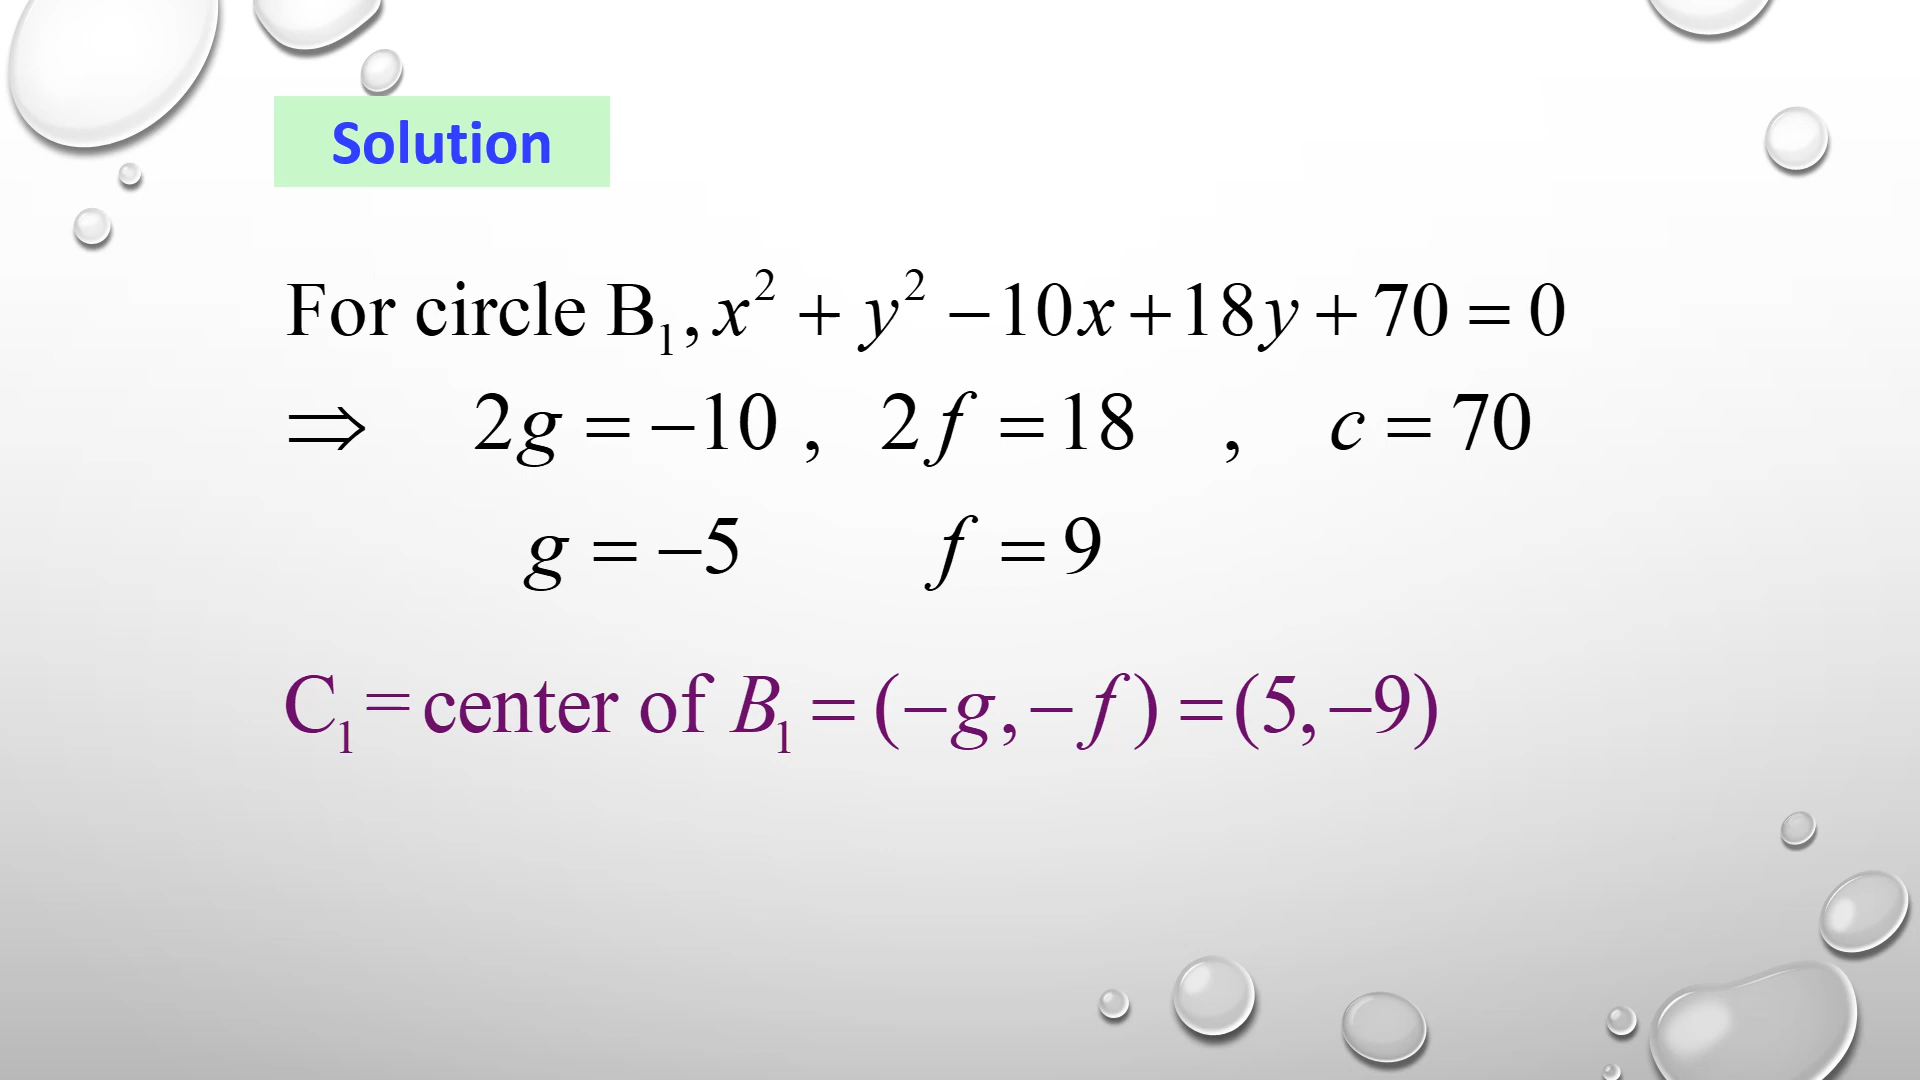 Solution
For circle B₁, x² + y² − 10x + 18y + 70 = 0
⇒ 2g = −10 , 2f = 18 , c = 70
g = −5 f = 9
C₁ = center of B₁ = (−g, −f) = (5, −9)